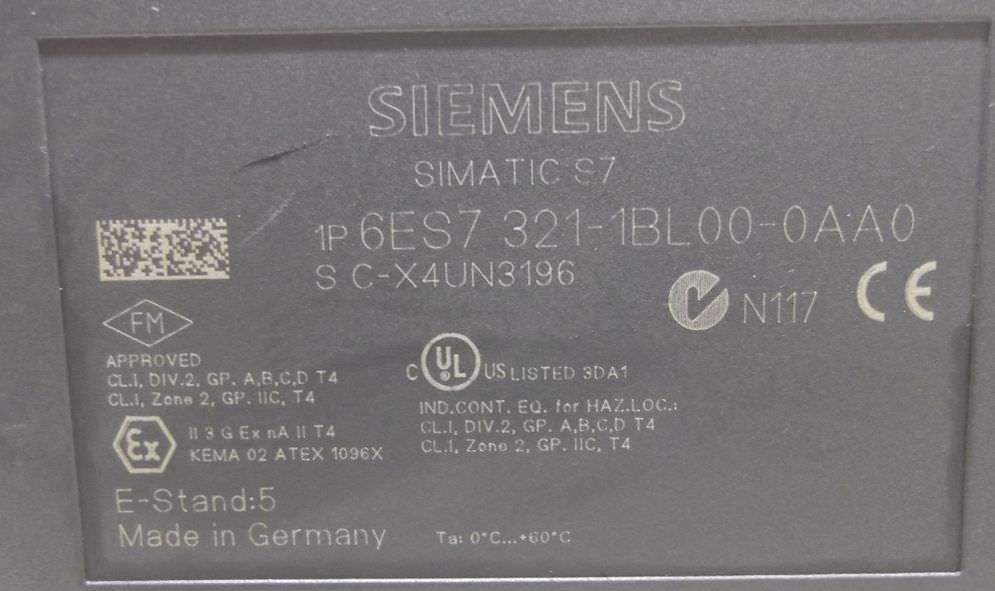 SIEMENS
SIMATIC S7
1P 6ES7 321-1BL00-0AA0
S C-X4UN3196
N117 CE
FM
APPROVED
CL.I, DIV.2, GP. A,B,C,D T4
CL.I, Zone 2, GP. IIC, T4
C UL US LISTED 3DA1
IND.CONT. EQ. for HAZ.LOC.:
CL.I, DIV.2, GP. A,B,C,D T4
CL.I, Zone 2, GP. IIC, T4
Ex II 3 G Ex nA II T4
KEMA 02 ATEX 1096X
E-Stand:5
Made in Germany
Ta: 0°C...+60°C